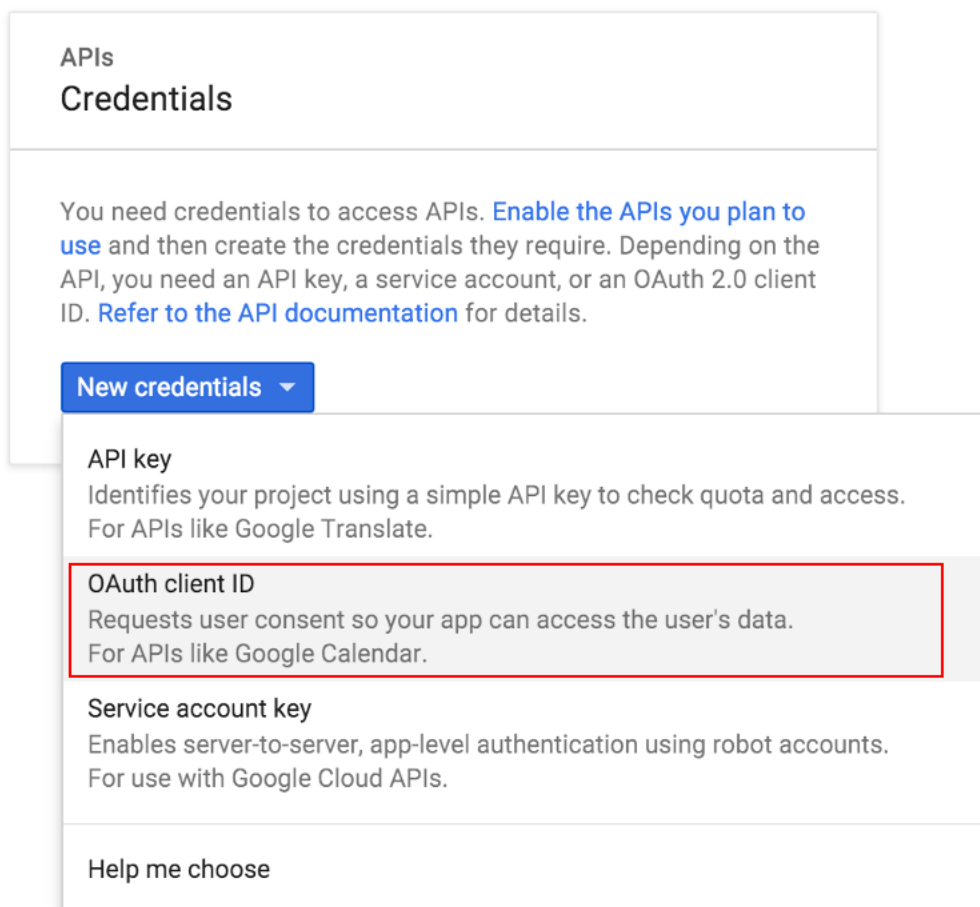 APIs
Credentials
You need credentials to access APIs. Enable the APIs you plan to
use and then create the credentials they require. Depending on the
API, you need an API key, a service account, or an OAuth 2.0 client
ID. Refer to the API documentation for details.
New credentials
API key
Identifies your project using a simple API key to check quota and access.
For APIs like Google Translate.
OAuth client ID
Requests user consent so your app can access the user's data.
For APIs like Google Calendar.
Service account key
Enables server-to-server, app-level authentication using robot accounts.
For use with Google Cloud APIs.
Help me choose